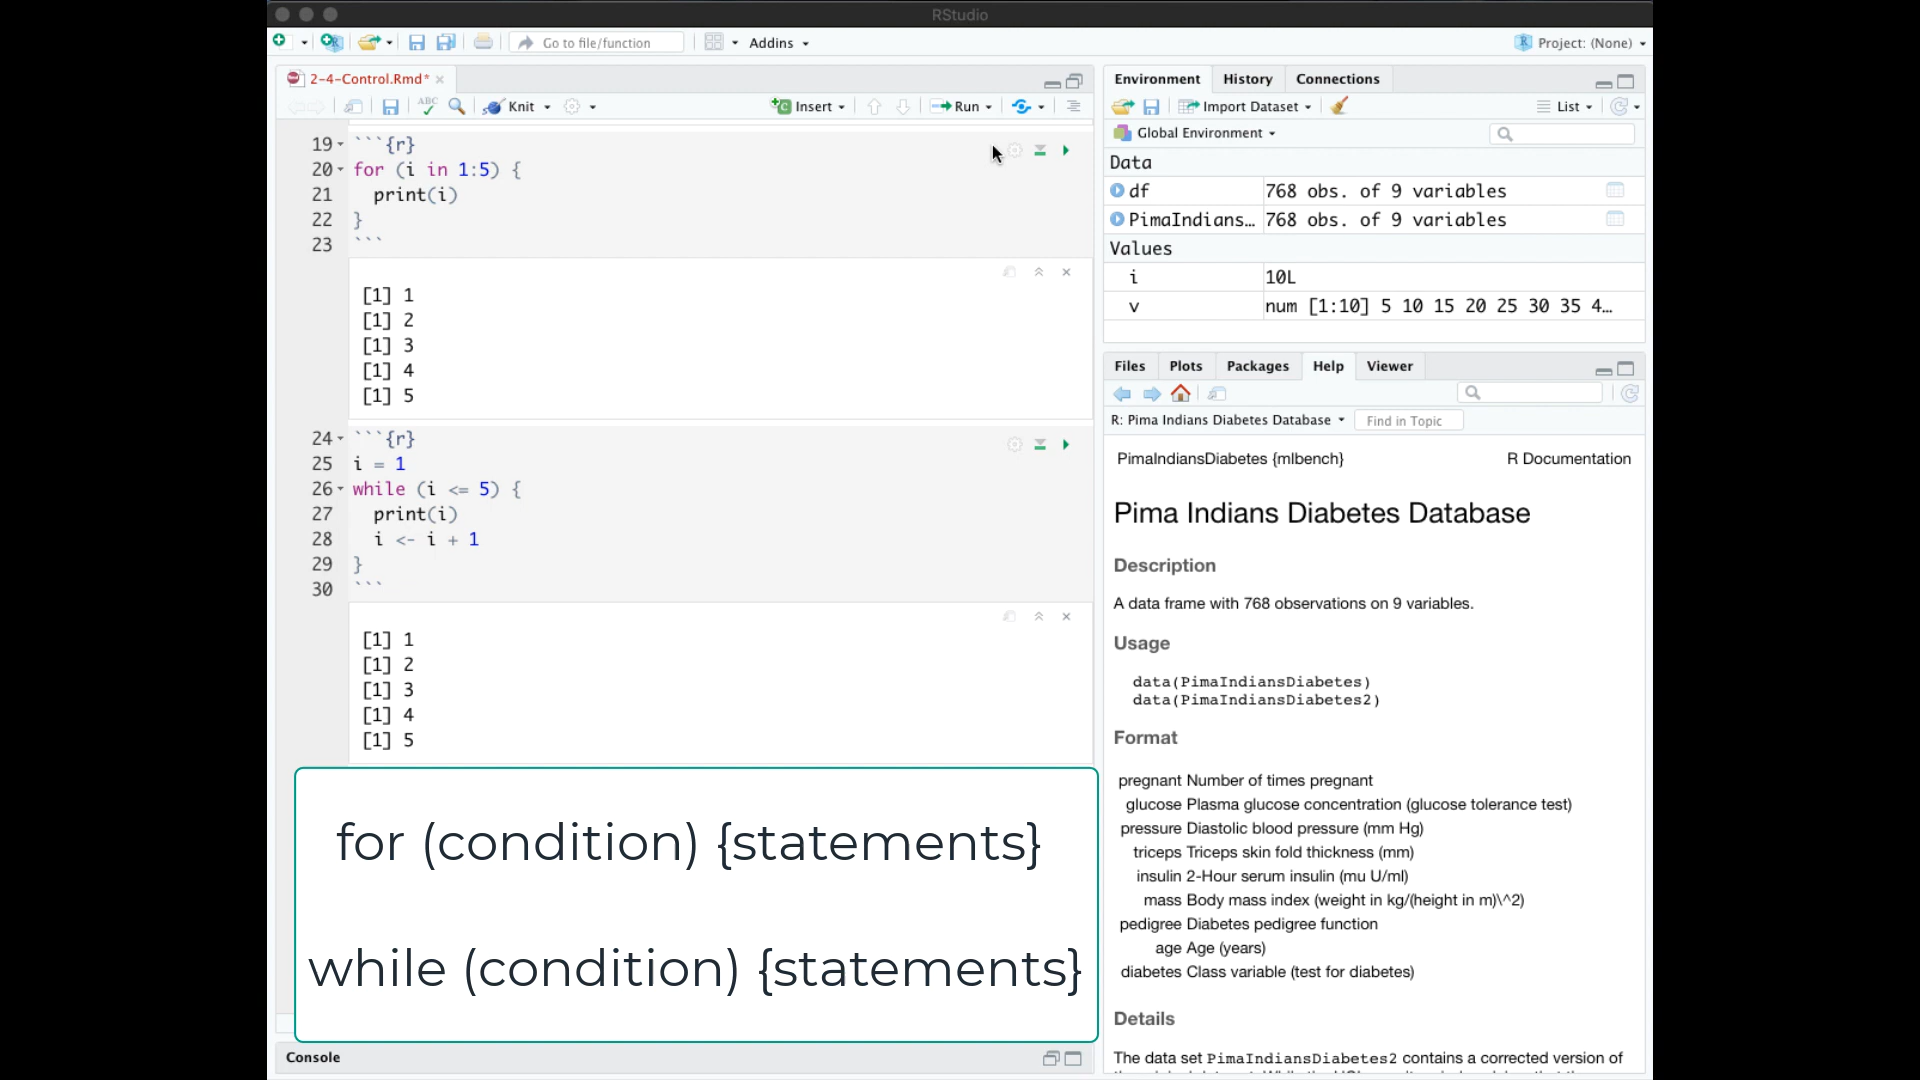 RStudio
Go to file/function
Addins
Project: (None)
2-4-Control.Rmd*
ABC
Knit
Insert
Run
19 ```{r}
20 for (i in 1:5) {
21 print(i)
22 }
23 ```
[1] 1
[1] 2
[1] 3
[1] 4
[1] 5
24 ```{r}
25 i = 1
26 while (i <= 5) {
27 print(i)
28 i <- i + 1
29 }
30 ```
[1] 1
[1] 2
[1] 3
[1] 4
[1] 5
for (condition) {statements}
while (condition) {statements}
Console
Environment History Connections
Import Dataset
List
Global Environment
Data
df 768 obs. of 9 variables
PimaIndians… 768 obs. of 9 variables
Values
i 10L
v num [1:10] 5 10 15 20 25 30 35 4…
Files Plots Packages Help Viewer
R: Pima Indians Diabetes Database
Find in Topic
PimaIndiansDiabetes {mlbench} R Documentation
Pima Indians Diabetes Database
Description
A data frame with 768 observations on 9 variables.
Usage
data(PimaIndiansDiabetes)
data(PimaIndiansDiabetes2)
Format
pregnant Number of times pregnant
glucose Plasma glucose concentration (glucose tolerance test)
pressure Diastolic blood pressure (mm Hg)
triceps Triceps skin fold thickness (mm)
insulin 2-Hour serum insulin (mu U/ml)
mass Body mass index (weight in kg/(height in m)\^2)
pedigree Diabetes pedigree function
age Age (years)
diabetes Class variable (test for diabetes)
Details
The data set PimaIndiansDiabetes2 contains a corrected version of